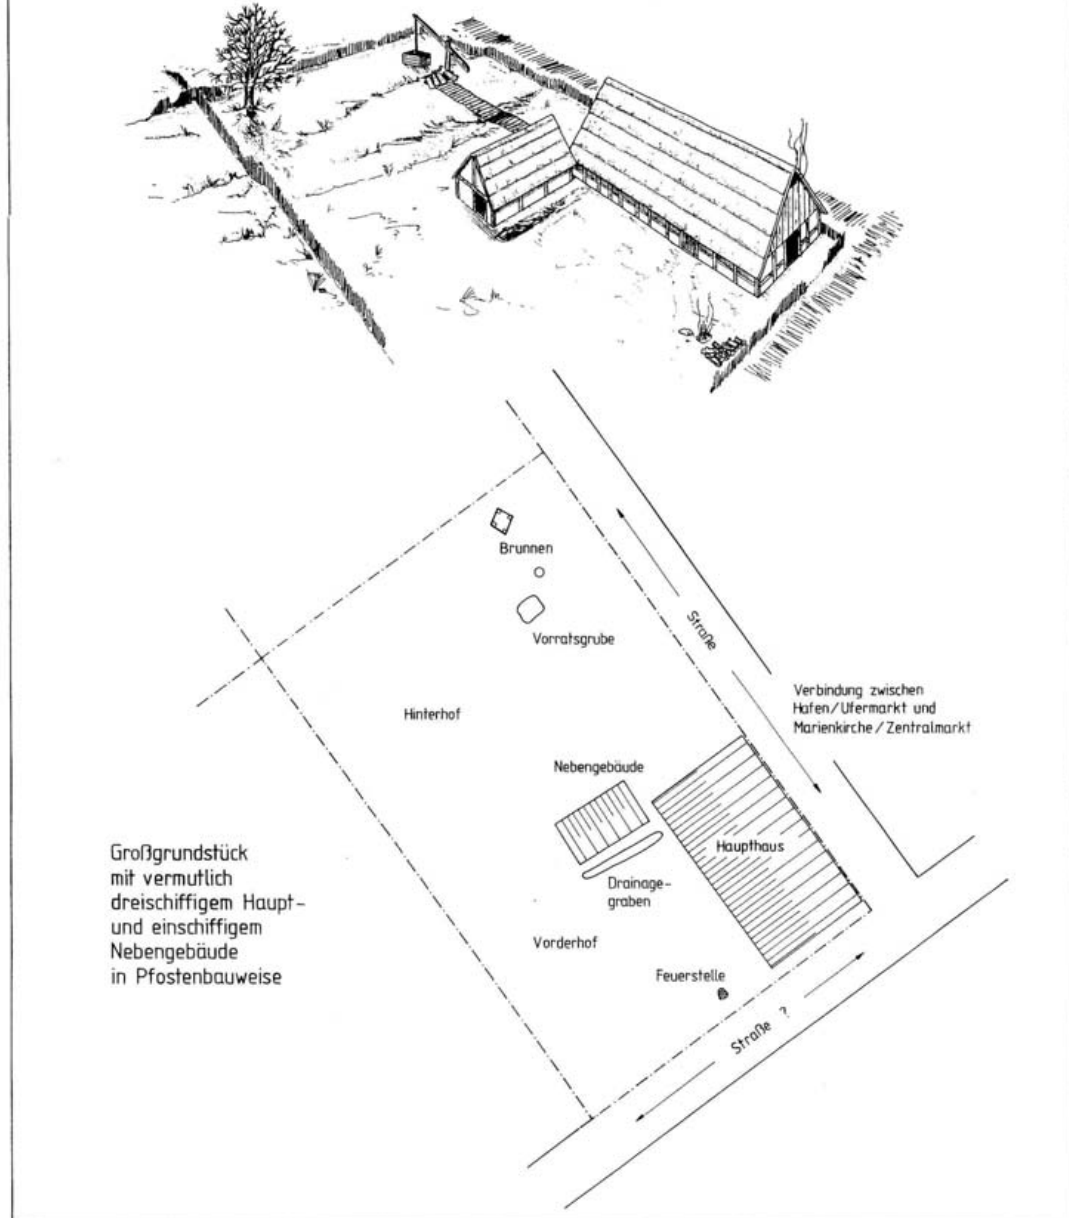 Brunnen
Vorratsgrube
Straße
Verbindung zwischen
Hafen/Ufermarkt und
Marienkirche/Zentralmarkt
Hinterhof
Nebengebäude
Haupthaus
Großgrundstück
mit vermutlich
dreischiffigem Haupt-
und einschiffigem
Nebengebäude
in Pfostenbauweise
Drainage-
graben
Vorderhof
Feuerstelle
Straße ?